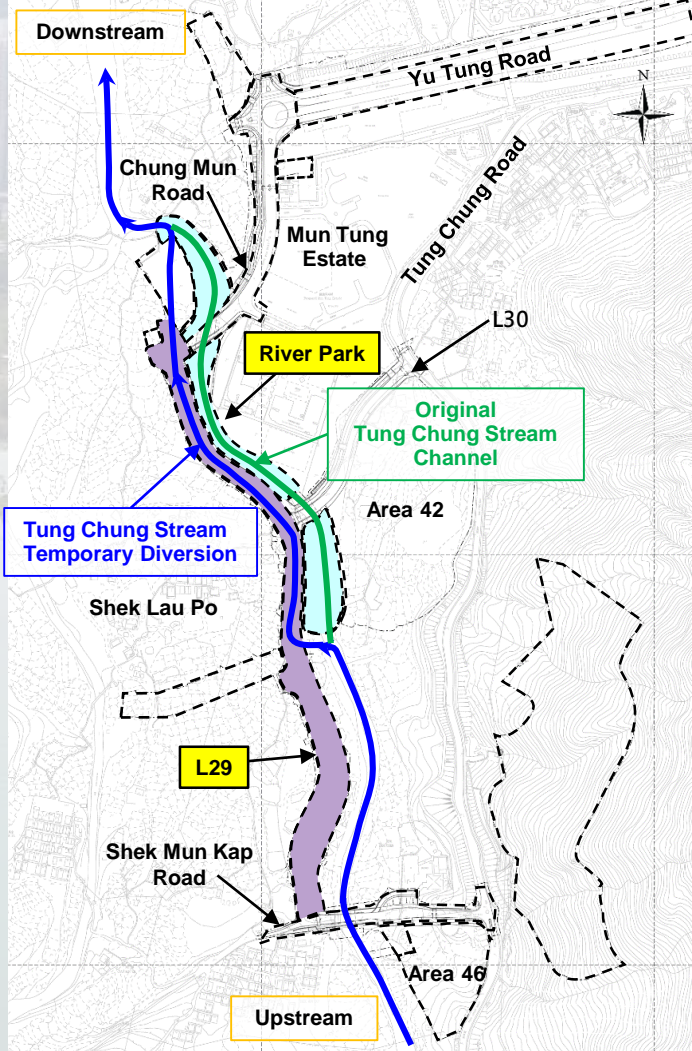 Downstream
Yu Tung Road
N
Chung Mun
Road
Tung Chung Road
Mun Tung
Estate
L30
River Park
Original
Tung Chung Stream
Channel
Area 42
Tung Chung Stream
Temporary Diversion
Shek Lau Po
L29
Shek Mun Kap
Road
Area 46
Upstream